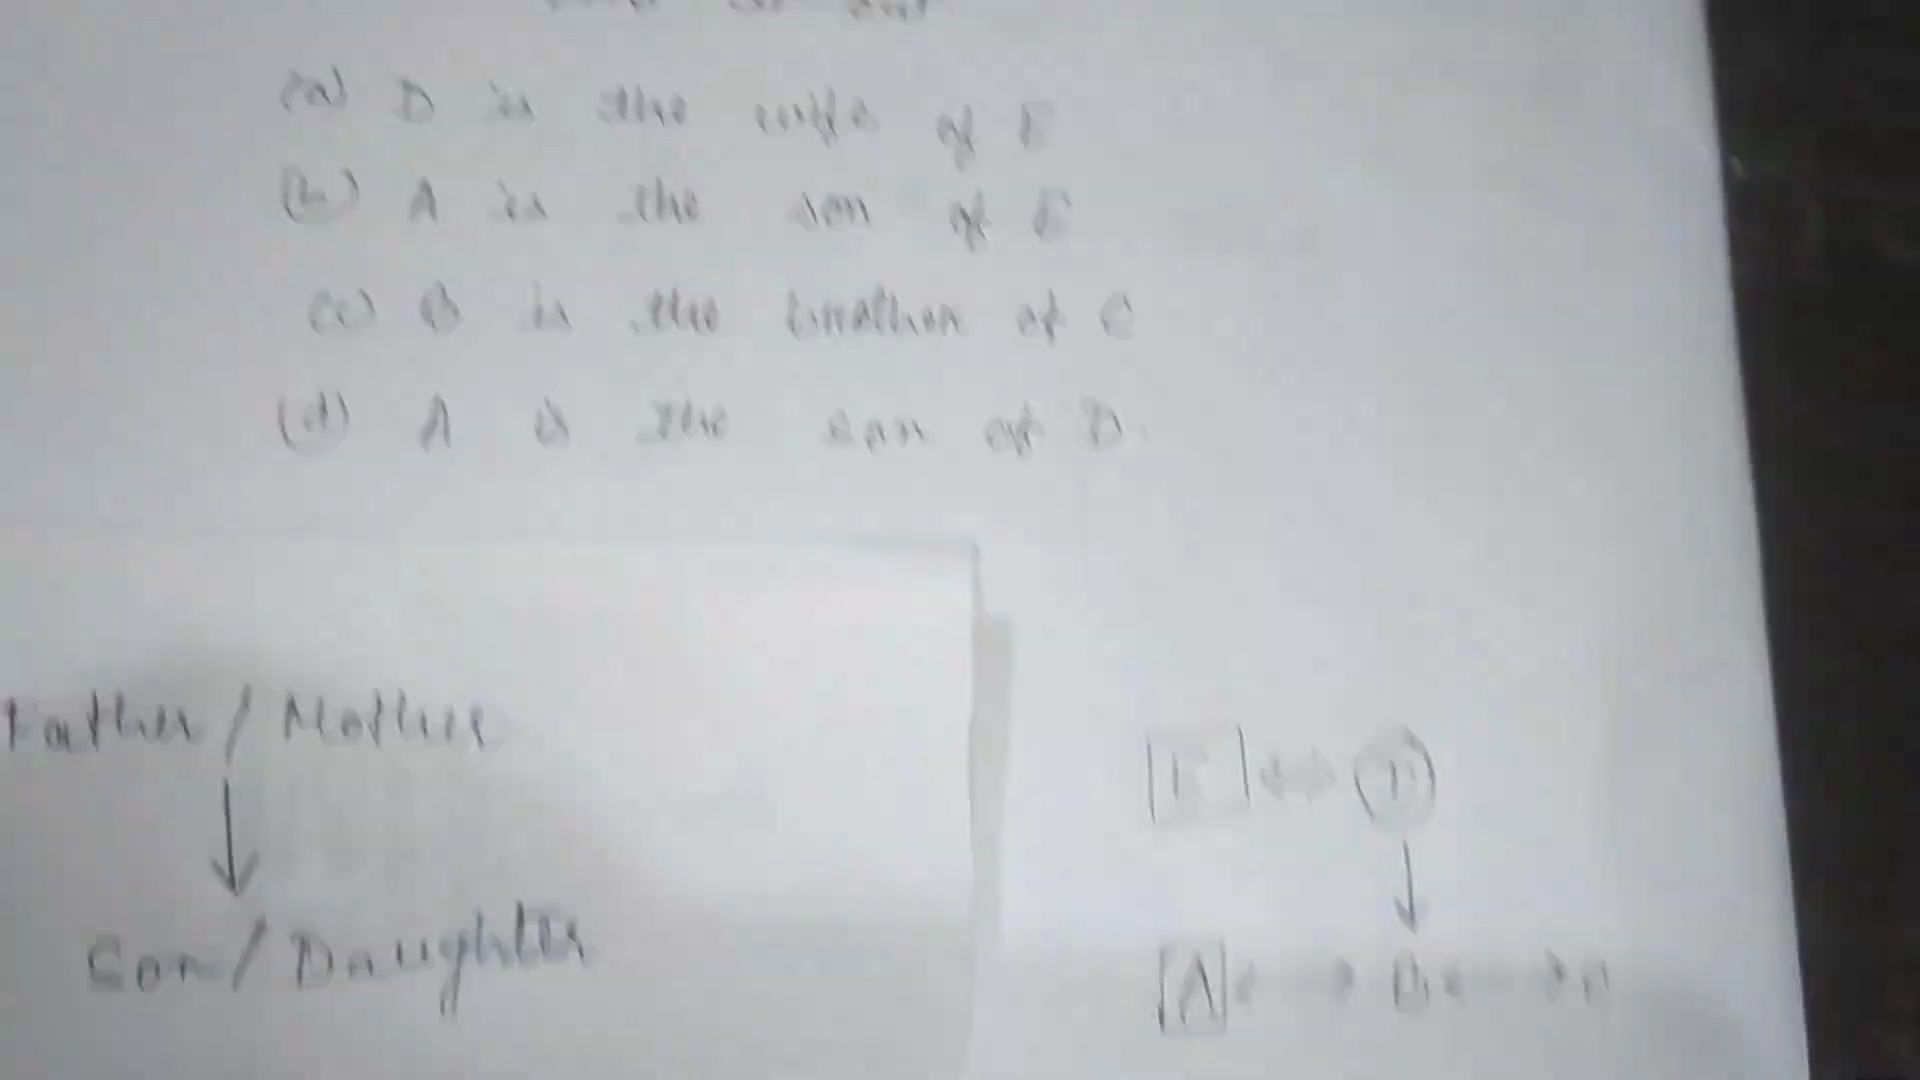 (a) D is the wife of E
(b) A is the son of E
(c) B is the brother of C
(d) A is the son of D.
Father / Mother
Son / Daughter
E D
A B